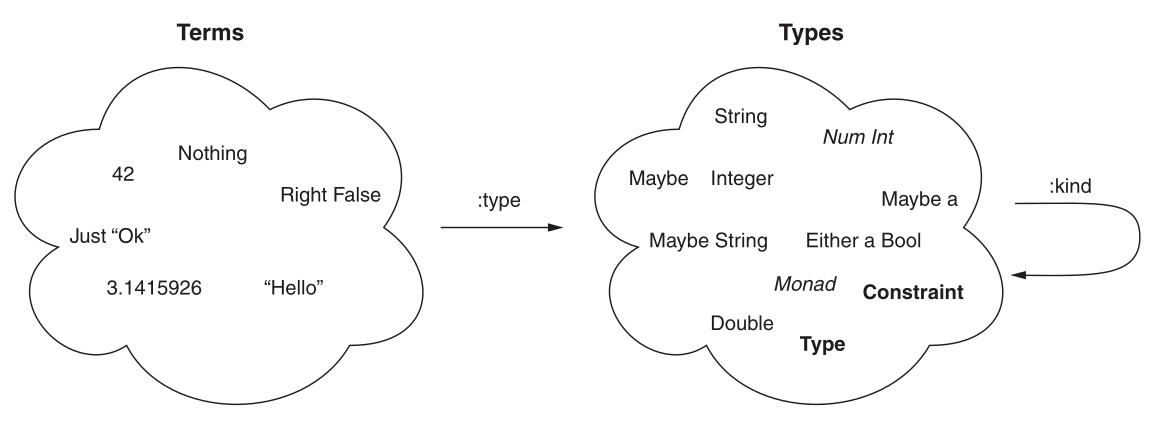 Terms
Nothing
42
Right False
Just “Ok”
3.1415926 “Hello”
:type
Types
String
Num Int
Maybe Integer
Maybe a
Maybe String Either a Bool
Monad
Constraint
Double
Type
:kind